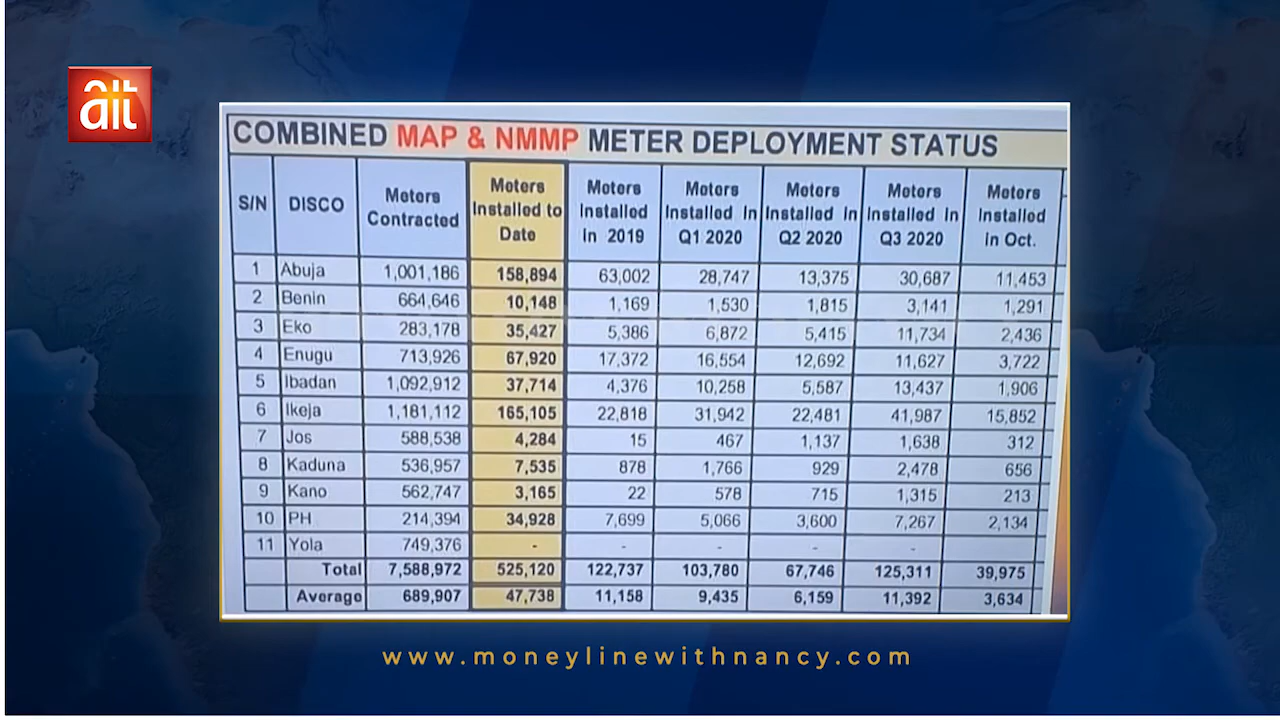 ait
COMBINED MAP & NMMP METER DEPLOYMENT STATUS
S/N DISCO Meters Contracted Meters Installed to Date Meters Installed In 2019 Meters Installed In Q1 2020 Meters Installed In Q2 2020 Meters Installed In Q3 2020 Meters Installed in Oct.
1 Abuja 1,001,186 158,894 63,002 28,747 13,375 30,687 11,453
2 Benin 664,646 10,148 1,169 1,530 1,815 3,141 1,291
3 Eko 283,178 35,427 5,386 6,872 5,415 11,734 2,436
4 Enugu 713,926 67,920 17,372 16,554 12,692 11,627 3,722
5 Ibadan 1,092,912 37,714 4,376 10,258 5,587 13,437 1,906
6 Ikeja 1,181,112 165,105 22,818 31,942 22,481 41,987 15,852
7 Jos 588,538 4,284 15 467 1,137 1,638 312
8 Kaduna 536,957 7,535 878 1,766 929 2,478 656
9 Kano 562,747 3,165 22 578 715 1,315 213
10 PH 214,394 34,928 7,699 5,066 3,600 7,267 2,134
11 Yola 749,376 - - - - -
Total 7,588,972 525,120 122,737 103,780 67,746 125,311 39,975
Average 689,907 47,738 11,158 9,435 6,159 11,392 3,634
www.moneylinewithnancy.com